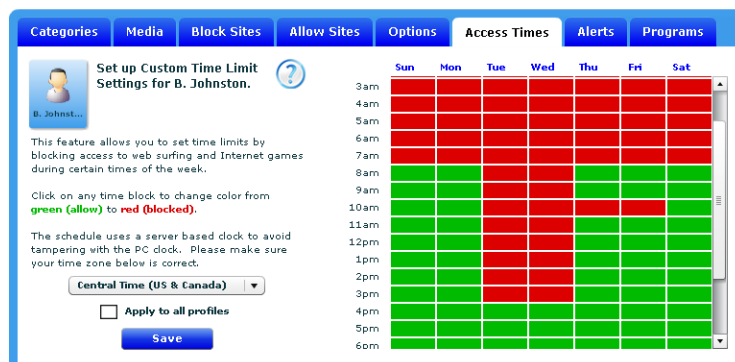 Categories Media Block Sites Allow Sites Options Access Times Alerts Programs
Set up Custom Time Limit
Settings for B. Johnston.
?
B. Johnst...
This feature allows you to set time limits by
blocking access to web surfing and Internet games
during certain times of the week.
Click on any time block to change color from
green (allow) to red (blocked).
The schedule uses a server based clock to avoid
tampering with the PC clock. Please make sure
your time zone below is correct.
Central Time (US & Canada)
Apply to all profiles
Save
Sun Mon Tue Wed Thu Fri Sat
3am
4am
5am
6am
7am
8am
9am
10am
11am
12pm
1pm
2pm
3pm
4pm
5pm
6pm